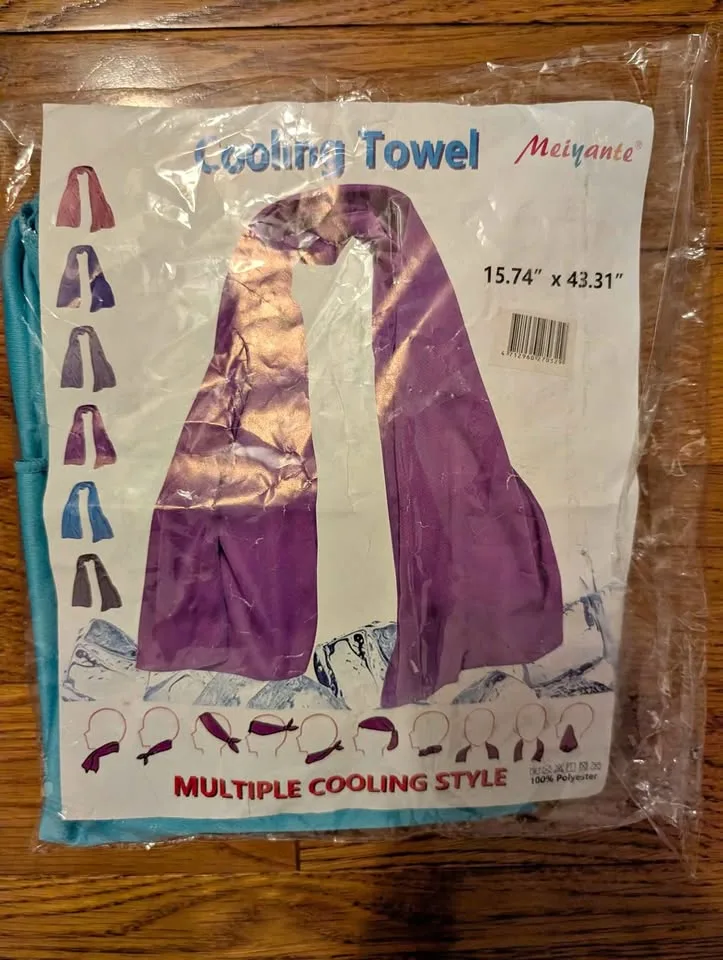 Cooling Towel
Meiyante®
15.74" x 43.31"
MULTIPLE COOLING STYLE
100% Polyester